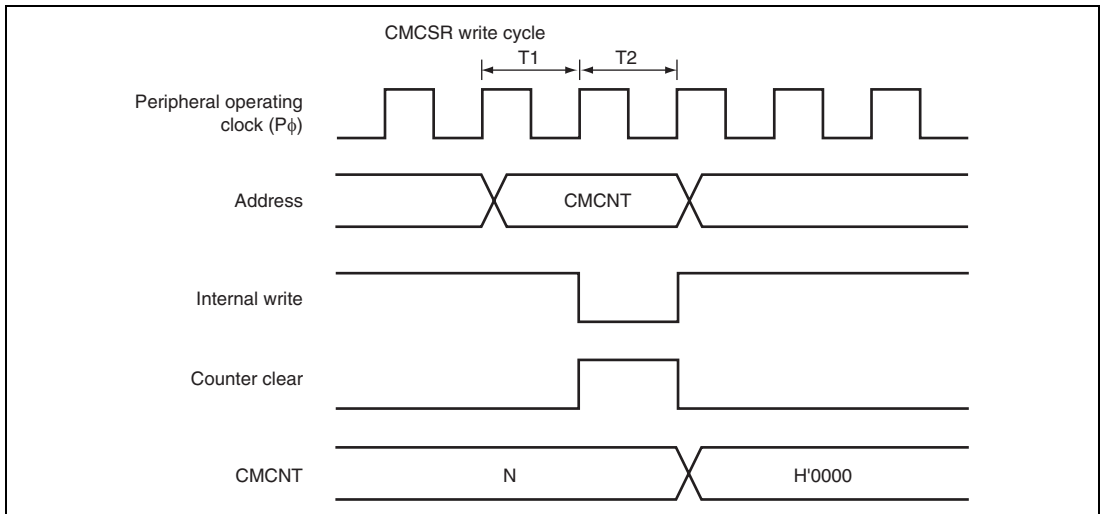 CMCSR write cycle
T1 T2
Peripheral operating
clock (Pϕ)
Address CMCNT
Internal write
Counter clear
CMCNT N H'0000